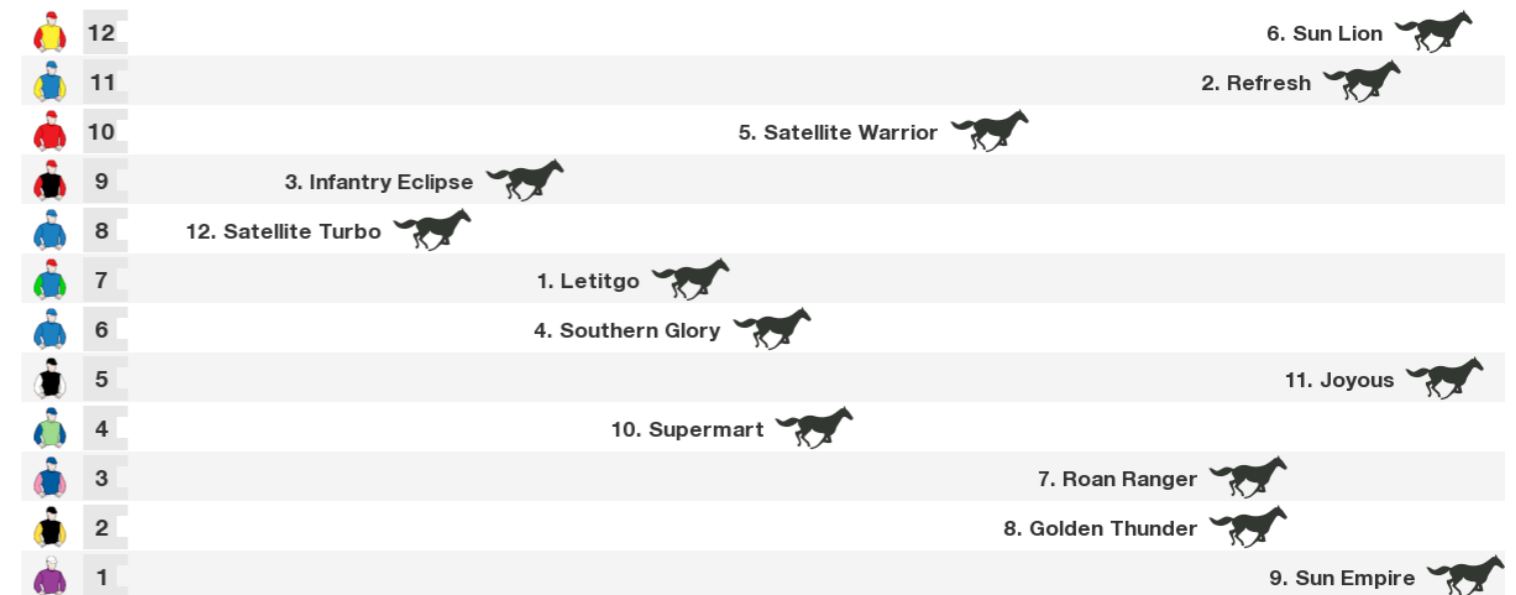 12 6. Sun Lion
11 2. Refresh
10 5. Satellite Warrior
9 3. Infantry Eclipse
8 12. Satellite Turbo
7 1. Letitgo
6 4. Southern Glory
5 11. Joyous
4 10. Supermart
3 7. Roan Ranger
2 8. Golden Thunder
1 9. Sun Empire